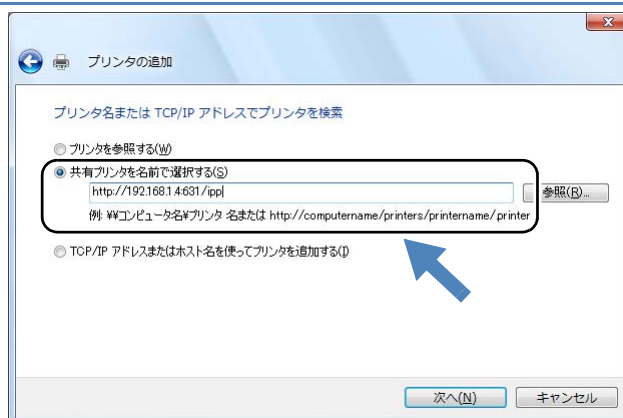 プリンタの追加
プリンタ名または TCP/IP アドレスでプリンタを検索
プリンタを参照する(W)
共有プリンタを名前で選択する(S)
http://192.168.1.4:631/ipp
参照(R)...
例: ¥¥コンピュータ名¥プリンタ 名または http://computername/printers/printername/printer
TCP/IP アドレスまたはホスト名を使ってプリンタを追加する(I)
次へ(N)
キャンセル